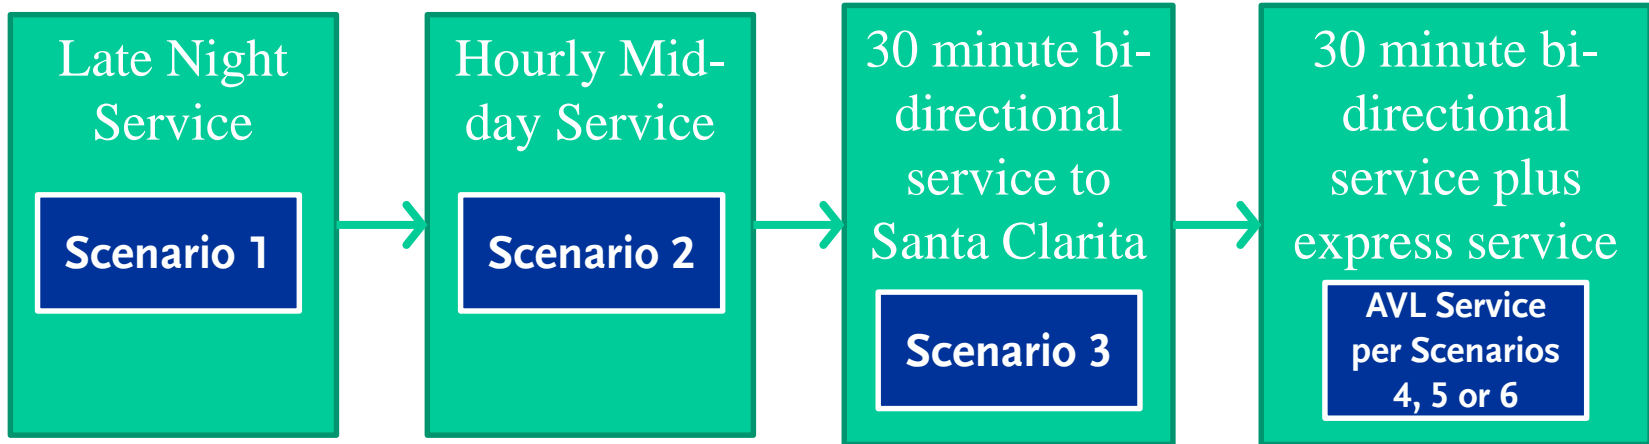 Late Night
Service
Scenario 1
Hourly Mid-
day Service
Scenario 2
30 minute bi-
directional
service to
Santa Clarita
Scenario 3
30 minute bi-
directional
service plus
express service
AVL Service
per Scenarios
4, 5 or 6